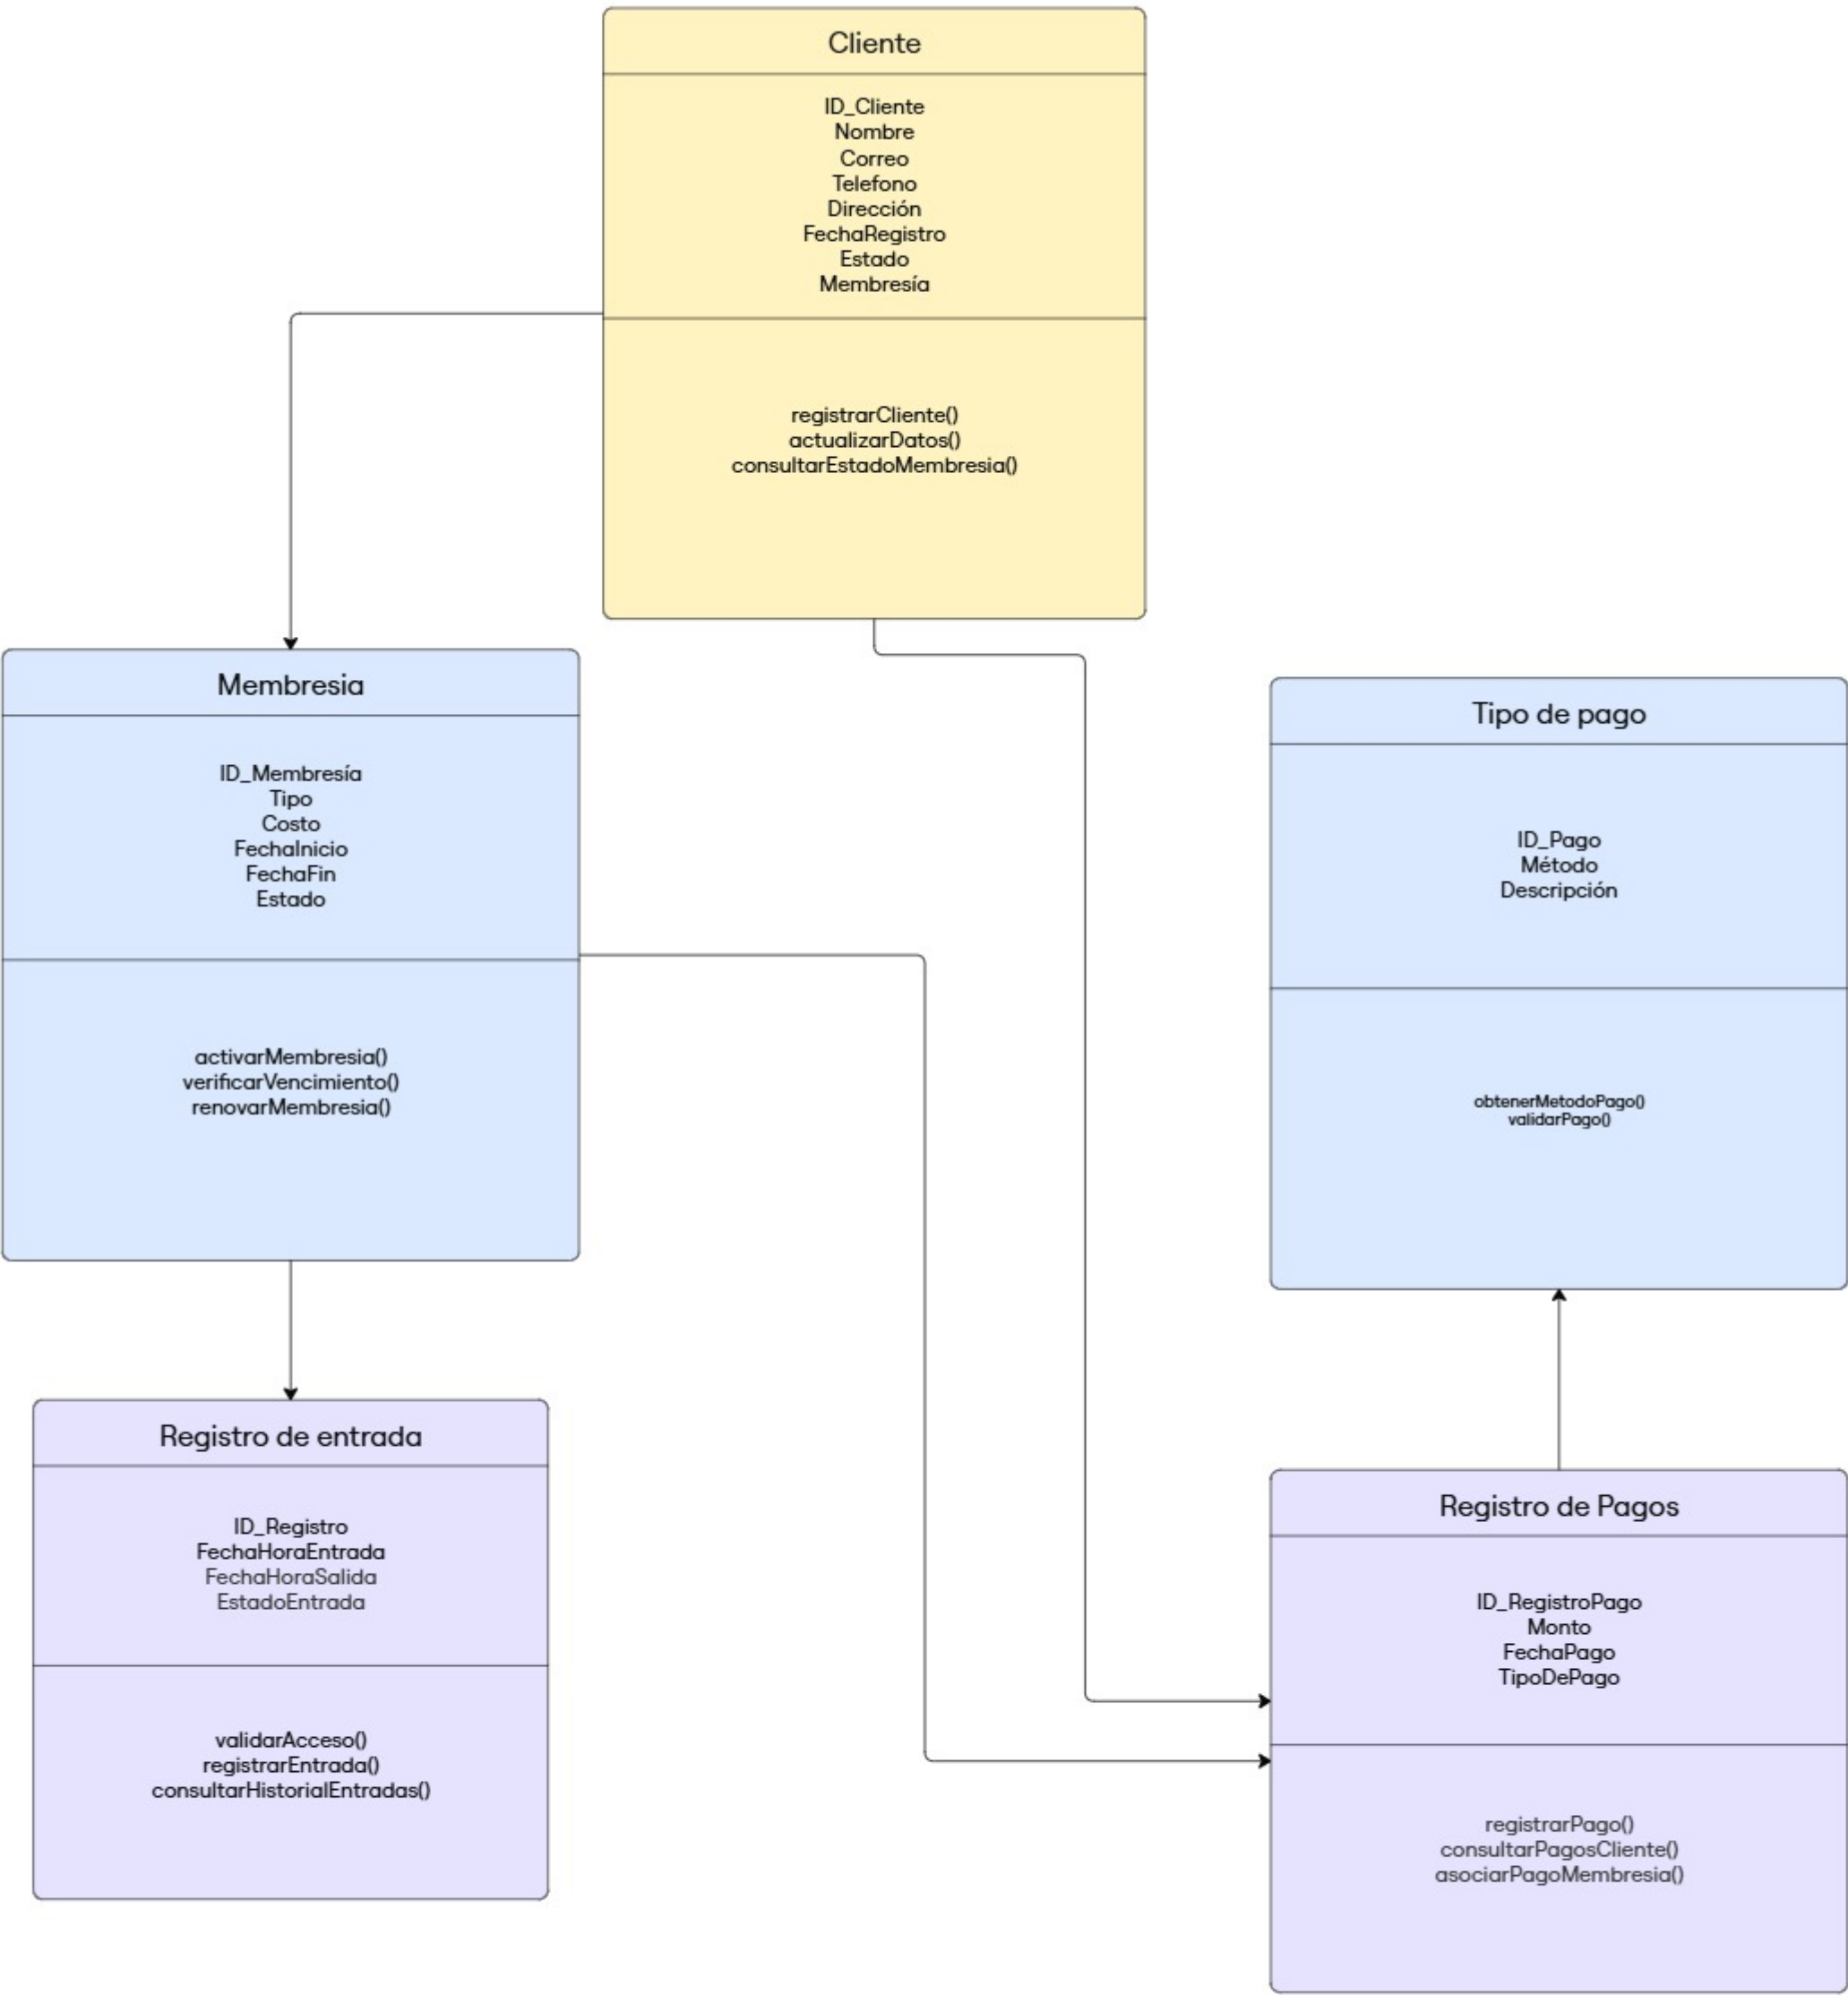 Cliente
ID_Cliente
Nombre
Correo
Telefono
Dirección
FechaRegistro
Estado
Membresía
registrarCliente()
actualizarDatos()
consultarEstadoMembresia()
Membresia
ID_Membresía
Tipo
Costo
FechaInicio
FechaFin
Estado
activarMembresia()
verificarVencimiento()
renovarMembresia()
Tipo de pago
ID_Pago
Método
Descripción
obtenerMetodoPago()
validarPago()
Registro de entrada
ID_Registro
FechaHoraEntrada
FechaHoraSalida
EstadoEntrada
validarAcceso()
registrarEntrada()
consultarHistorialEntradas()
Registro de Pagos
ID_RegistroPago
Monto
FechaPago
TipoDePago
registrarPago()
consultarPagosCliente()
asociarPagoMembresia()